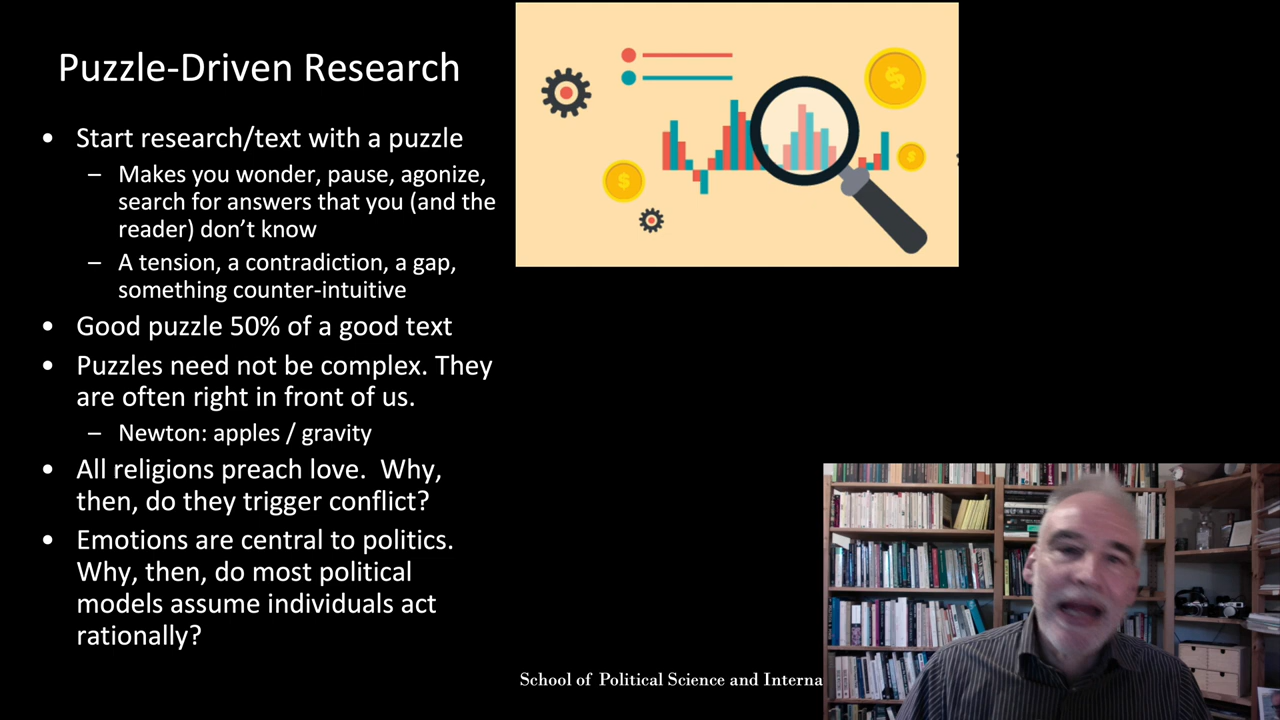 Puzzle-Driven Research
• Start research/text with a puzzle
– Makes you wonder, pause, agonize,
search for answers that you (and the
reader) don't know
– A tension, a contradiction, a gap,
something counter-intuitive
• Good puzzle 50% of a good text
• Puzzles need not be complex. They
are often right in front of us.
– Newton: apples / gravity
• All religions preach love.  Why,
then, do they trigger conflict?
• Emotions are central to politics.
Why, then, do most political
models assume individuals act
rationally?
$
$
$
School of Political Science and Interna